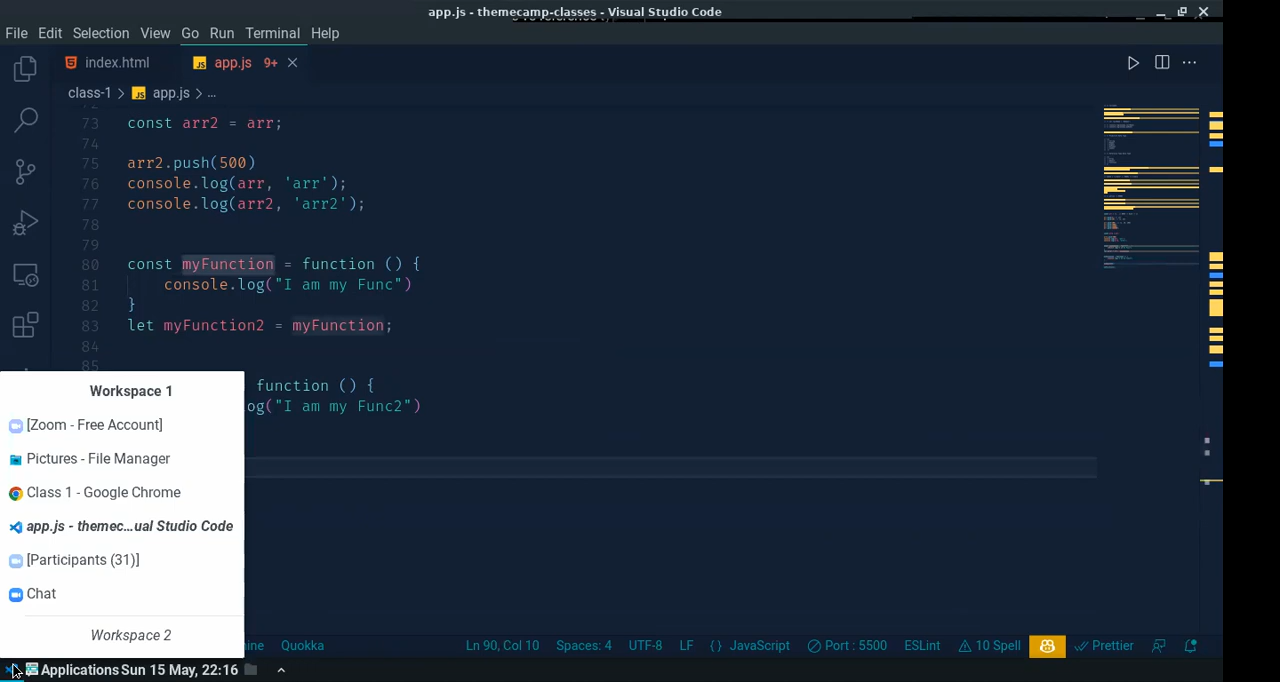 app.js - themecamp-classes - Visual Studio Code
File Edit Selection View Go Run Terminal Help
index.html app.js 9+
class-1 > app.js > ...
73 const arr2 = arr;
74
75 arr2.push(500)
76 console.log(arr, 'arr');
77 console.log(arr2, 'arr2');
78
79
80 const myFunction = function () {
81 console.log("I am my Func")
82 }
83 let myFunction2 = myFunction;
84
85
function () {
og("I am my Func2")
Workspace 1
[Zoom - Free Account]
Pictures - File Manager
Class 1 - Google Chrome
app.js - themec...ual Studio Code
[Participants (31)]
Chat
Workspace 2
ine Quokka Ln 90, Col 10 Spaces: 4 UTF-8 LF {} JavaScript Port : 5500 ESLint 10 Spell Prettier
Applications Sun 15 May, 22:16